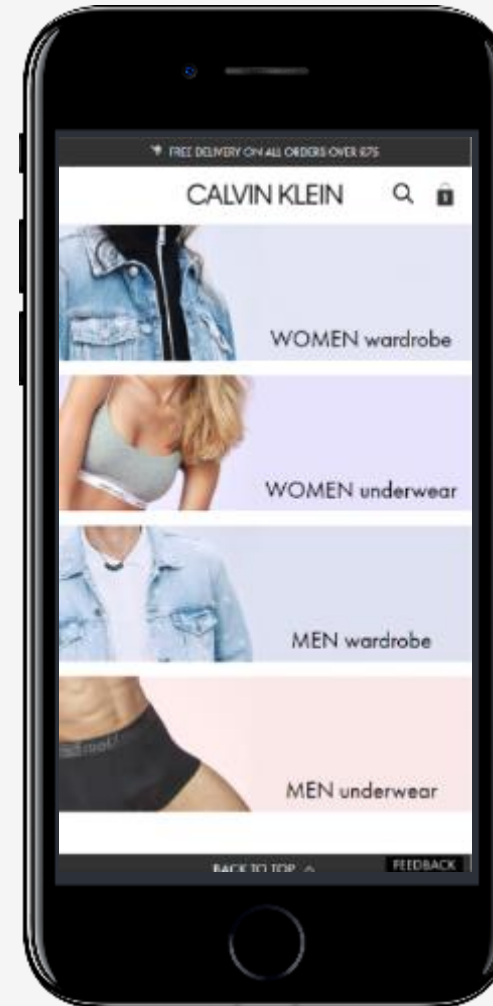 FREE DELIVERY ON ALL ORDERS OVER £75
CALVIN KLEIN
1
WOMEN wardrobe
WOMEN underwear
MEN wardrobe
MEN underwear
BACK TO TOP
FEEDBACK